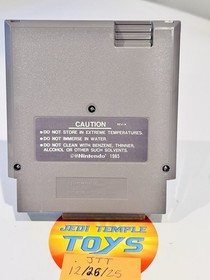 CAUTION
●DO NOT STORE IN EXTREME TEMPERATURES.
●DO NOT IMMERSE IN WATER.
●DO NOT CLEAN WITH BENZENE, THINNER,
ALCOHOL OR OTHER SUCH SOLVENTS.
©®Nintendo 1985
JEDI TEMPLE
TOYS
JTT
12/26/25